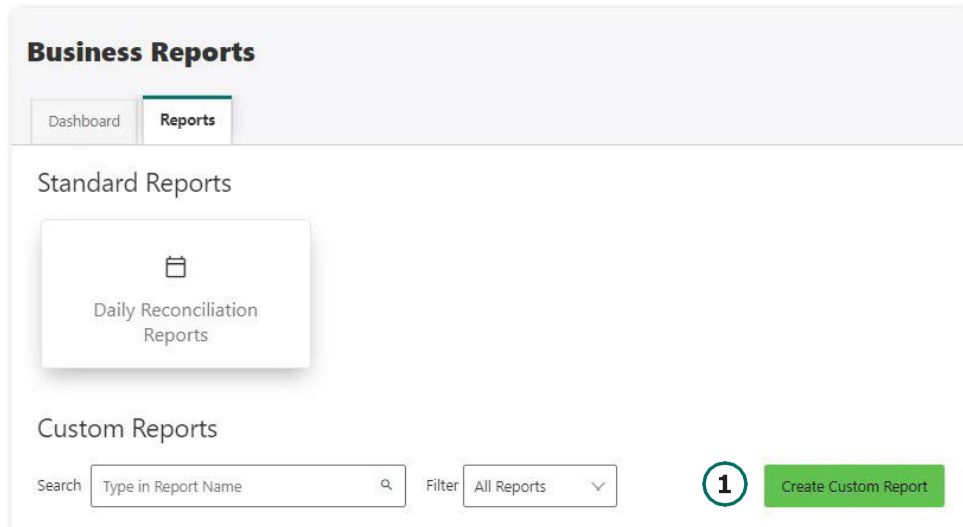 Business Reports
Dashboard Reports
Standard Reports
Daily Reconciliation
Reports
Custom Reports
Search Type in Report Name Filter All Reports 1 Create Custom Report